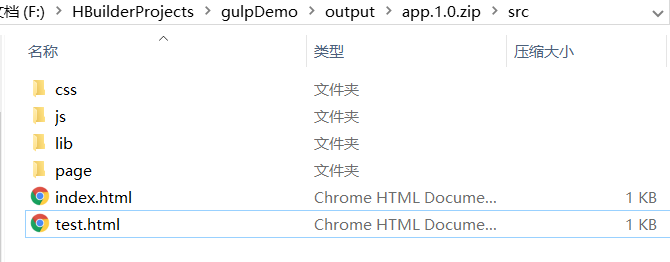 文档 (F:) > HBuilderProjects > gulpDemo > output > app.1.0.zip > src
名称 类型 压缩大小
css 文件夹
js 文件夹
lib 文件夹
page 文件夹
index.html Chrome HTML Docume... 1 KB
test.html Chrome HTML Docume... 1 KB